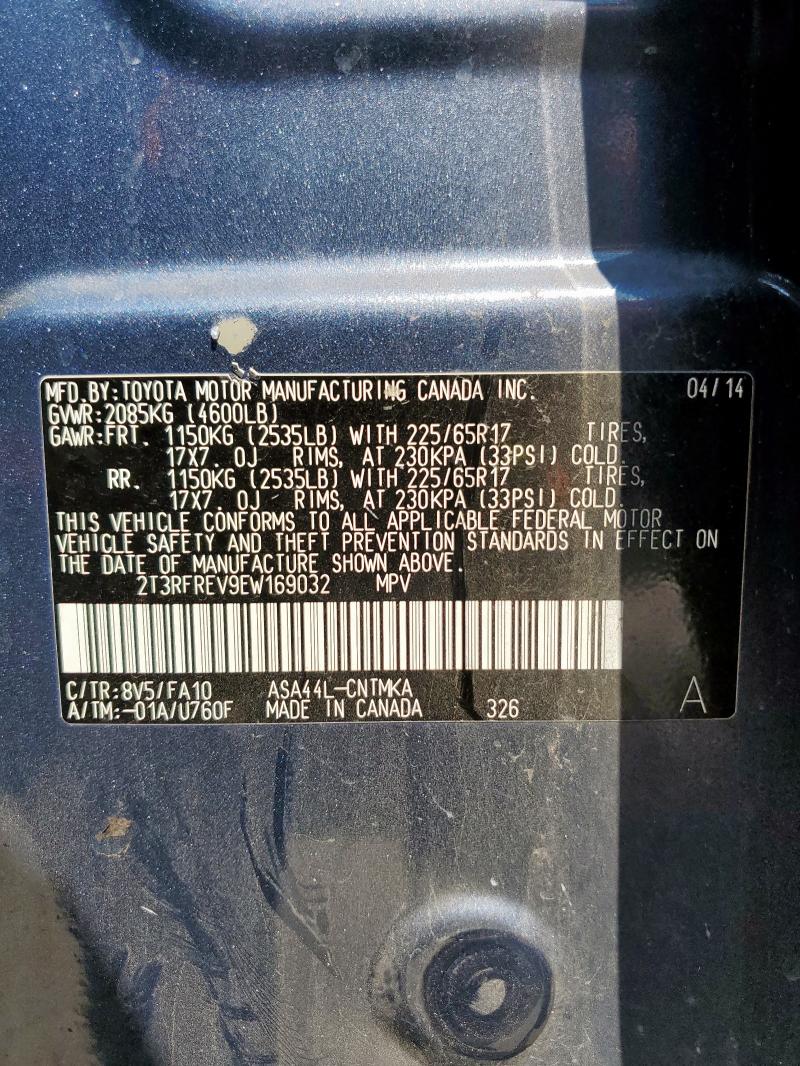 MFD.BY:TOYOTA MOTOR MANUFACTURING CANADA INC. 04/14
GVWR:2085KG (4600LB)
GAWR:FRT. 1150KG (2535LB) WITH 225/65R17 TIRES,
17X7. 0J RIMS, AT 230KPA (33PSI) COLD.
RR. 1150KG (2535LB) WITH 225/65R17 TIRES,
17X7. 0J RIMS, AT 230KPA (33PSI) COLD.
THIS VEHICLE CONFORMS TO ALL APPLICABLE FEDERAL MOTOR
VEHICLE SAFETY AND THEFT PREVENTION STANDARDS IN EFFECT ON
THE DATE OF MANUFACTURE SHOWN ABOVE.
2T3RFREV9EW169032 MPV
C/TR:8V5/FA10 ASA44L-CNTMKA
A/TM:-01A/U760F MADE IN CANADA 326 A